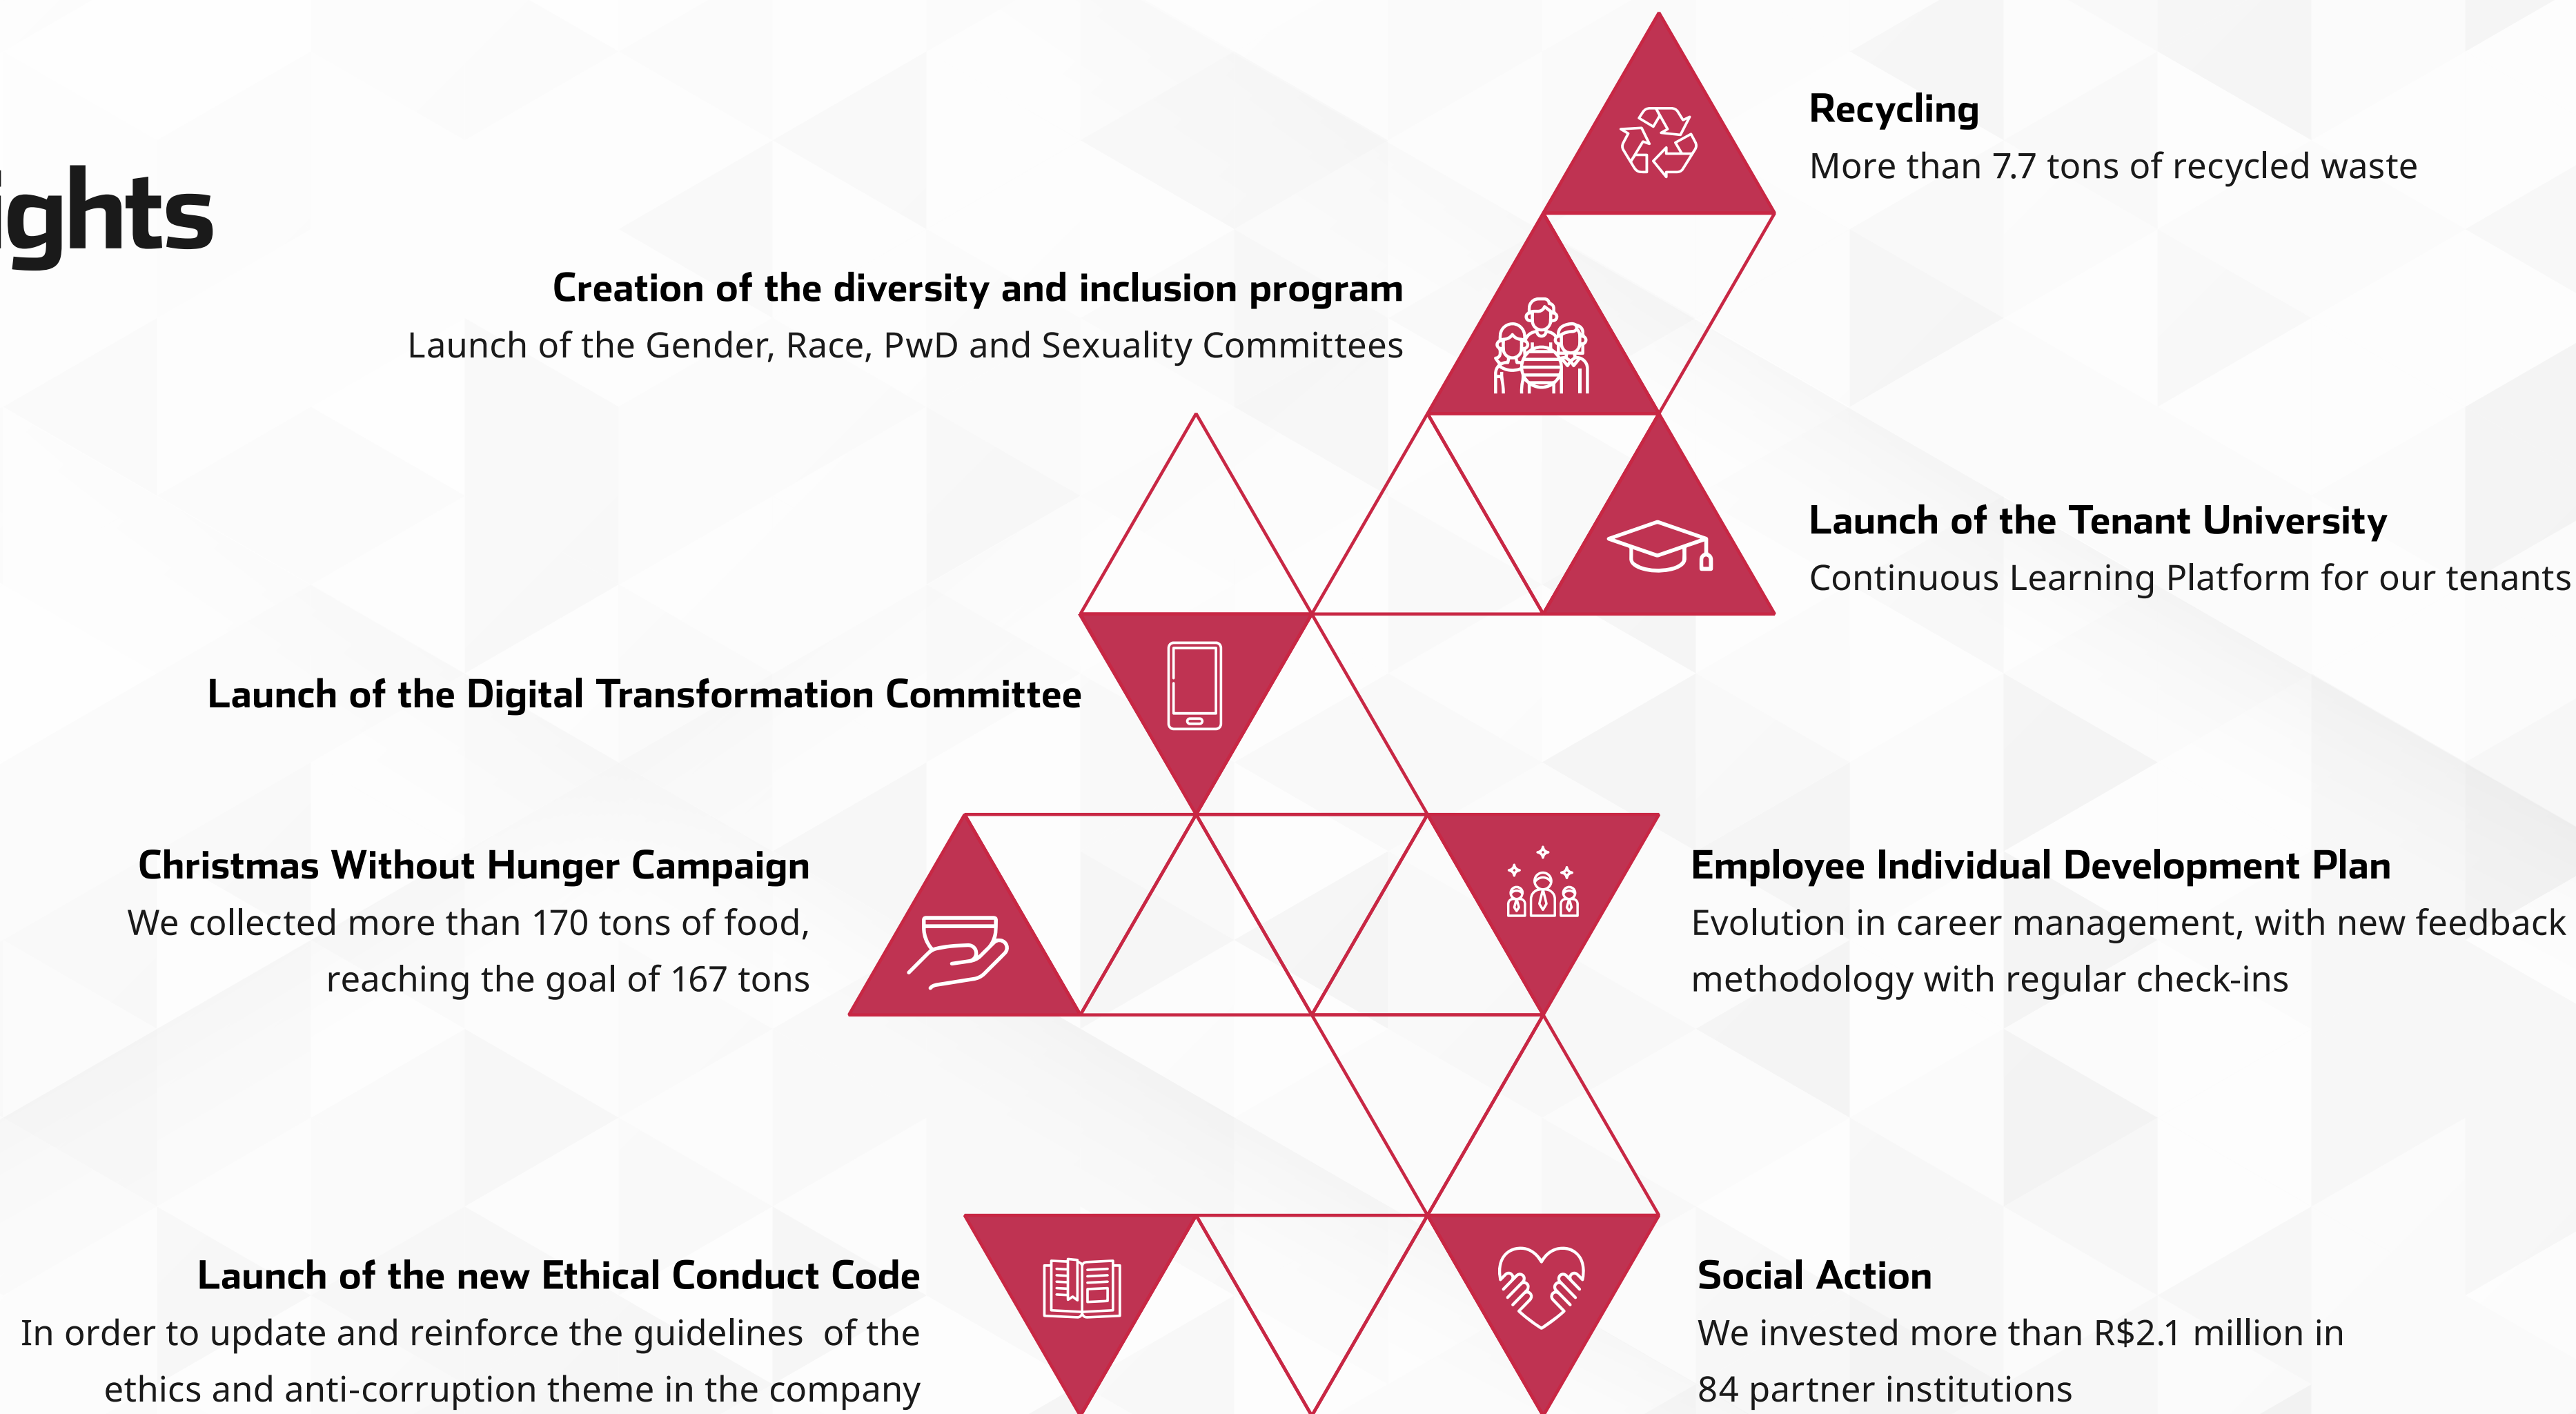 ights
Recycling
More than 7.7 tons of recycled waste
Creation of the diversity and inclusion program
Launch of the Gender, Race, PwD and Sexuality Committees
Launch of the Tenant University
Continuous Learning Platform for our tenants
Launch of the Digital Transformation Committee
Christmas Without Hunger Campaign
We collected more than 170 tons of food,
reaching the goal of 167 tons
Employee Individual Development Plan
Evolution in career management, with new feedback
methodology with regular check-ins
Launch of the new Ethical Conduct Code
In order to update and reinforce the guidelines  of the
ethics and anti-corruption theme in the company
Social Action
We invested more than R$2.1 million in
84 partner institutions